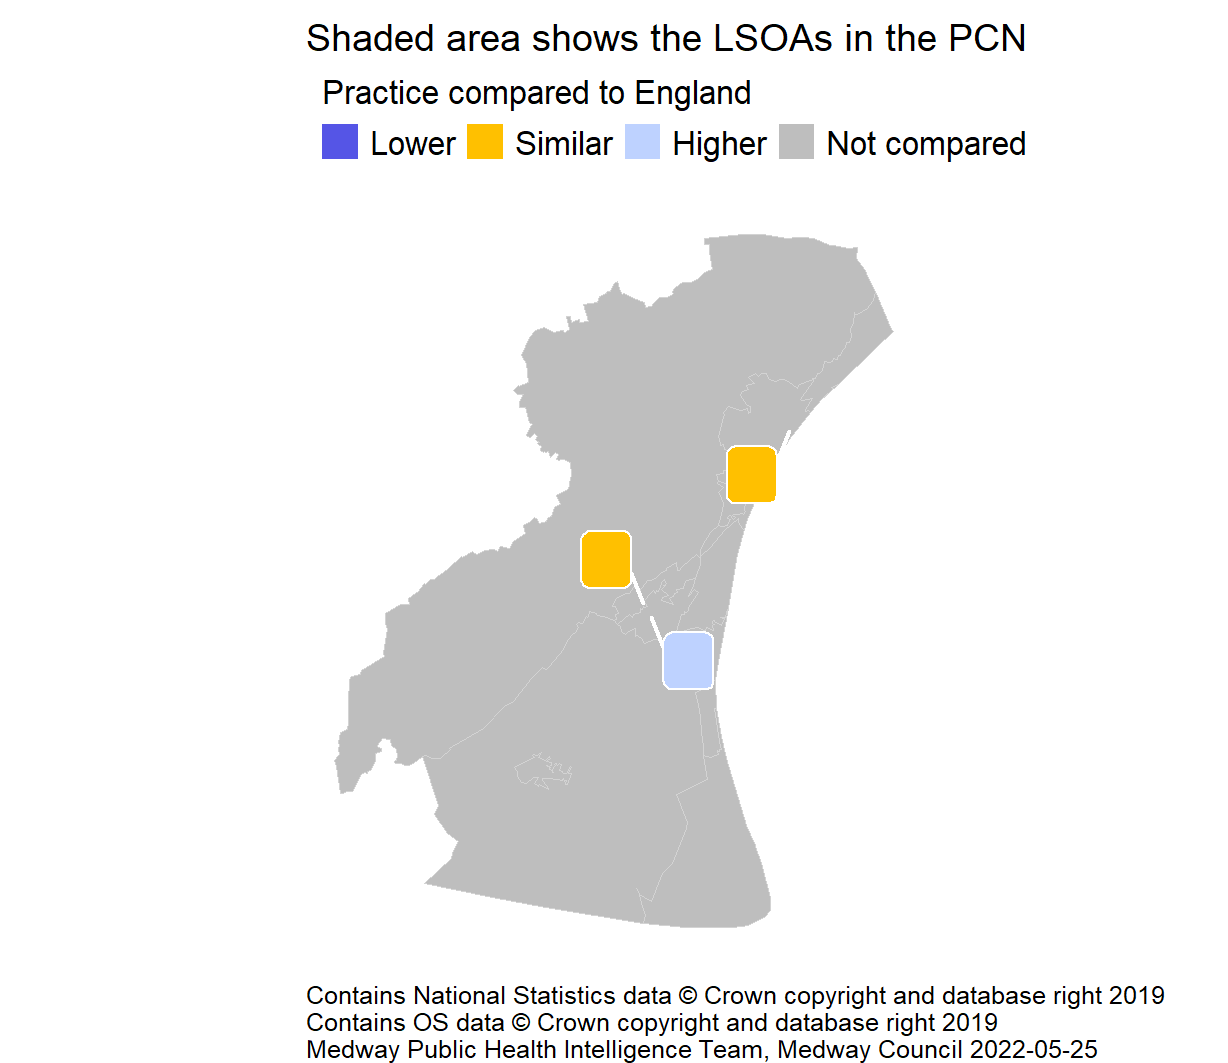 Shaded area shows the LSOAs in the PCN
Practice compared to England
Lower Similar Higher Not compared
Contains National Statistics data © Crown copyright and database right 2019
Contains OS data © Crown copyright and database right 2019
Medway Public Health Intelligence Team, Medway Council 2022-05-25